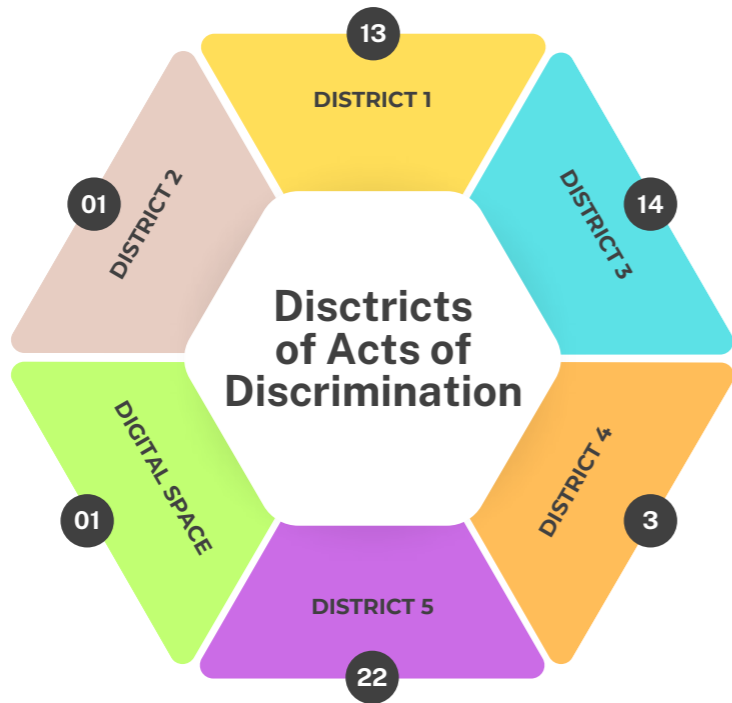 13
DISTRICT 1
14
DISTRICT 3
3
DISTRICT 4
22
DISTRICT 5
01
DIGITAL SPACE
01
DISTRICT 2
Disctricts
of Acts of
Discrimination